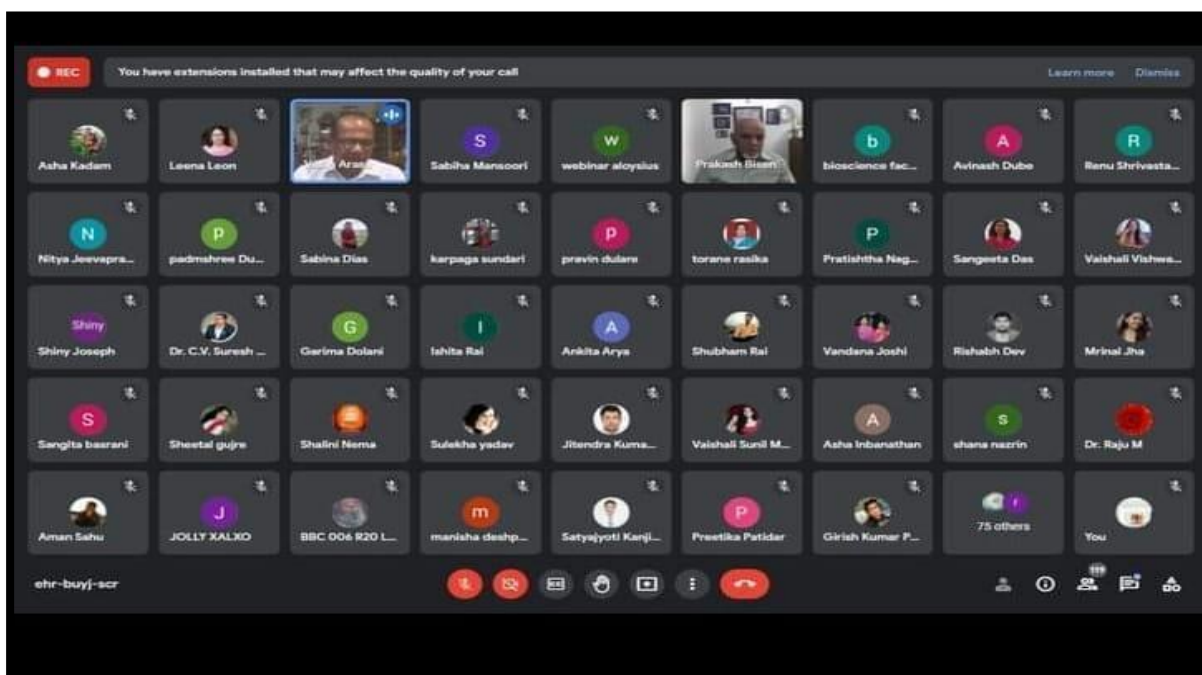 REC You have extensions installed that may affect the quality of your call Learn more Dismiss
S W b A R
Asha Kadam Leena Leon Aras Sabiha Mansoori webinar aloysius Prakash Bisen bioscience fac... Avinash Dube Renu Shrivasta...
N P p P
Nitya Jeevapra... padmshree Du... Sabina Dias karpaga sundari pravin dulare torane rasika Pratishtha Nag... Sangeeta Das Vaishali Vishwa...
Shiny G I A
Shiny Joseph Dr. C.V. Suresh ... Garima Dolani Ishita Rai Ankita Arya Shubham Rai Vandana Joshi Rishabh Dev Mrinal Jha
S A s
Sangita basrani Sheetal gujre Shalini Nema Sulekha yadav Jitendra Kuma... Vaishali Sunil M... Asha Inbanathan shana nazrin Dr. Raju M
J m P r
Aman Sahu JOLLY XALXO BBC 006 R20 L... manisha deshp... Satyajyoti Kanji... Preetika Patidar Girish Kumar P... 75 others You
ehr-buyj-scr